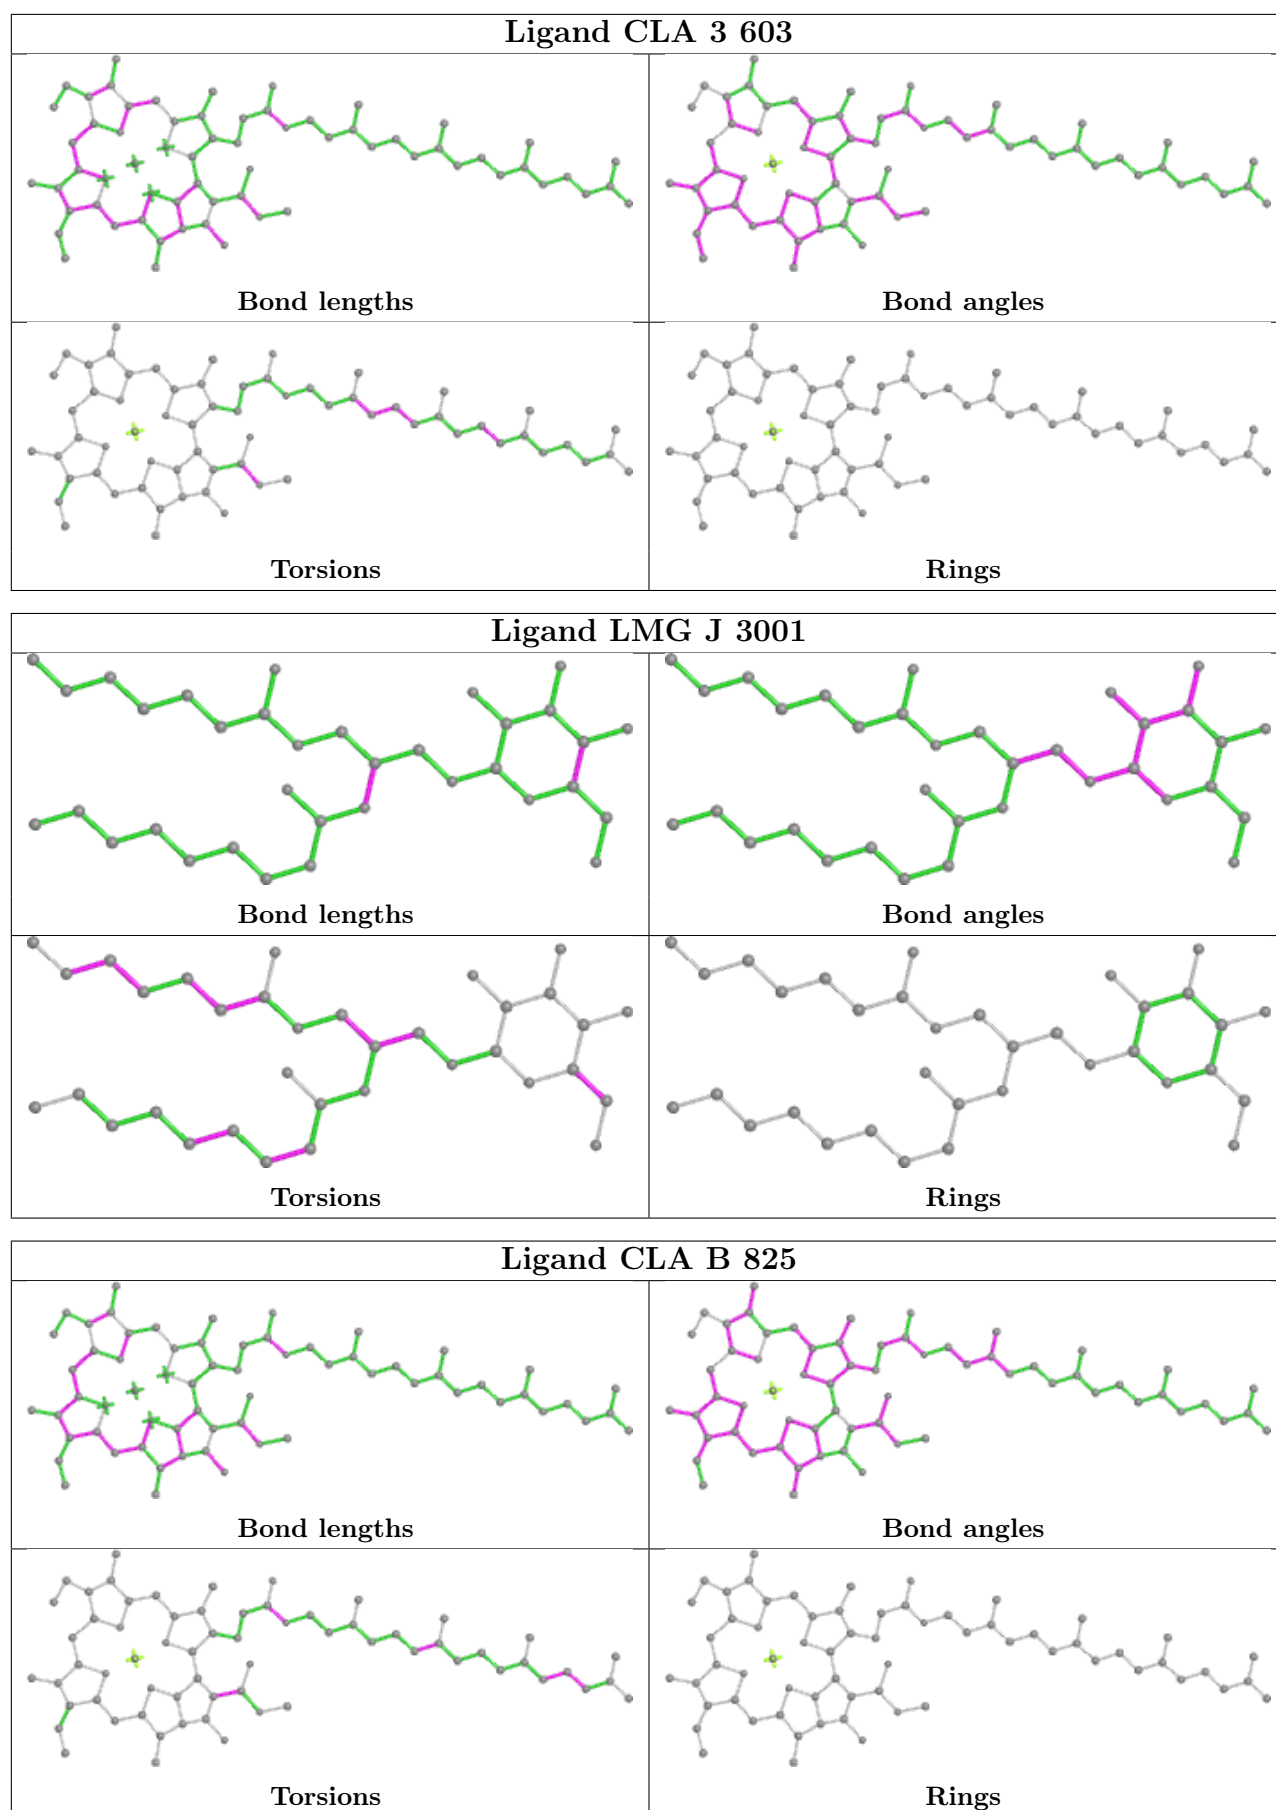 Ligand CLA 3 603
Bond lengths
Bond angles
Torsions
Rings
Ligand LMG J 3001
Bond lengths
Bond angles
Torsions
Rings
Ligand CLA B 825
Bond lengths
Bond angles
Torsions
Rings